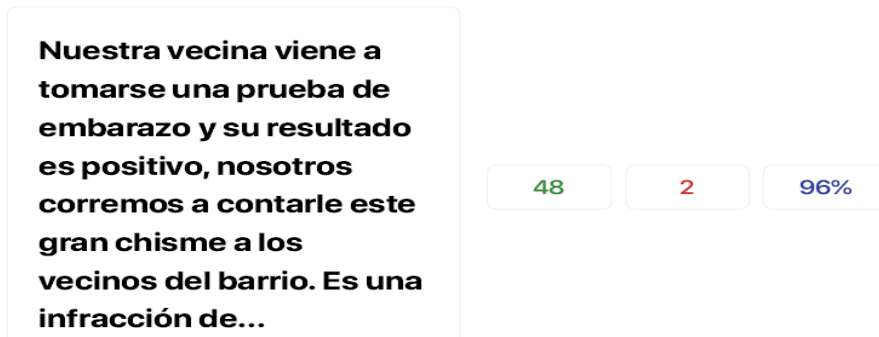 Nuestra vecina viene a
tomarse una prueba de
embarazo y su resultado
es positivo, nosotros
corremos a contarle este
gran chisme a los
vecinos del barrio. Es una
infracción de...
48
2
96%